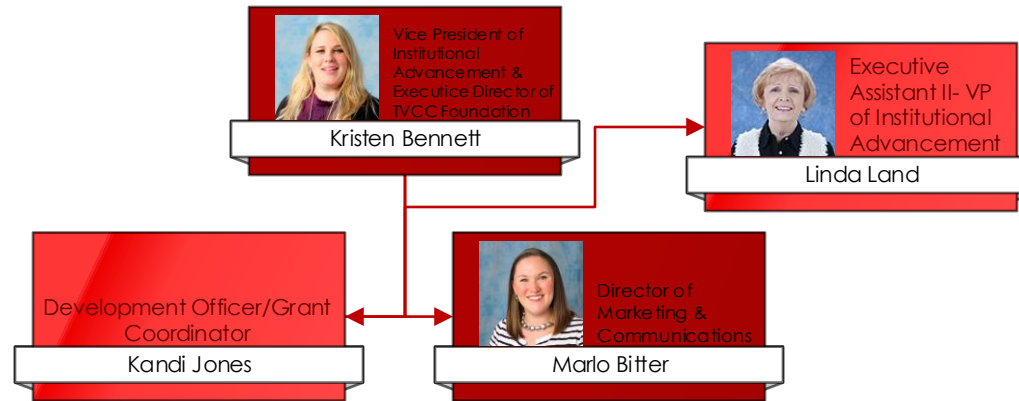 Vice President of
Institutional
Advancement &
Executice Director of
TVCC Foundation
Kristen Bennett
Executive
Assistant II- VP
of Institutional
Advancement
Linda Land
Development Officer/Grant
Coordinator
Kandi Jones
Director of
Marketing &
Communications
Marlo Bitter